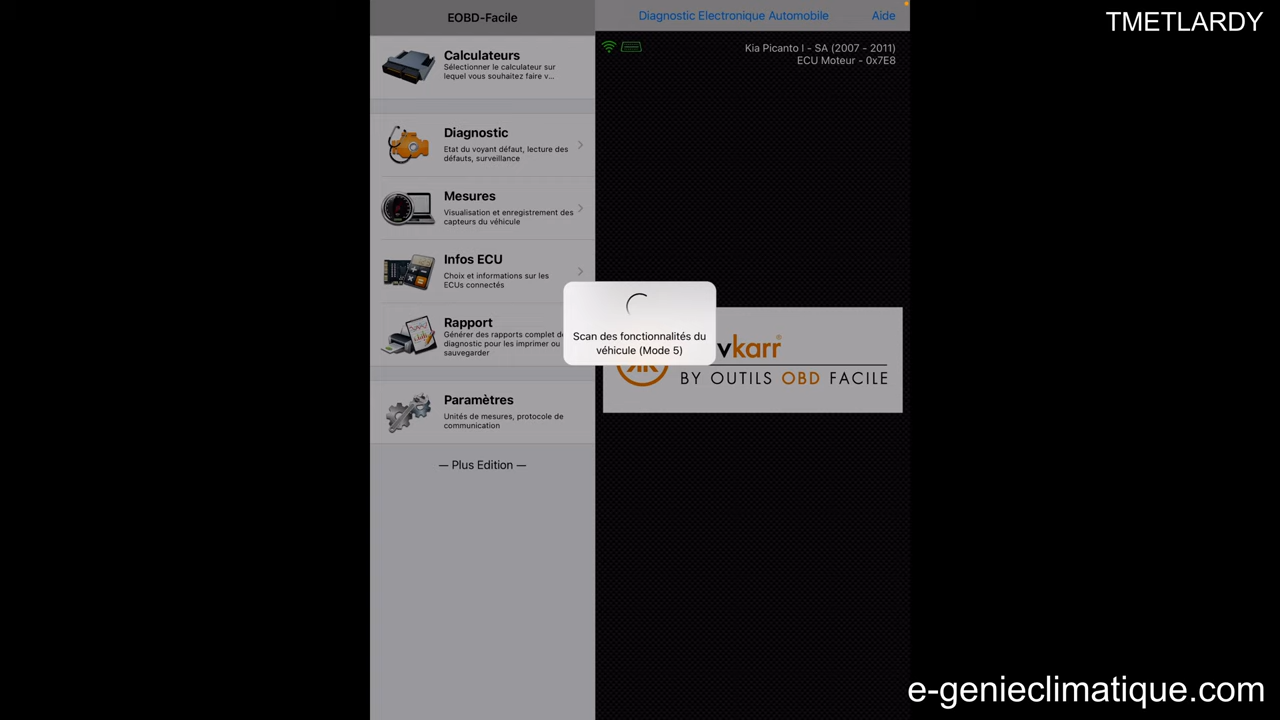 TMETLARDY
EOBD-Facile
Diagnostic Electronique Automobile
Aide
Calculateurs
Sélectionner le calculateur sur
lequel vous souhaitez faire v...
Kia Picanto I - SA (2007 - 2011)
ECU Moteur - 0x7E8
Diagnostic
Etat du voyant défaut, lecture des
défauts, surveillance
Mesures
Visualisation et enregistrement des
capteurs du véhicule
Infos ECU
Choix et informations sur les
ECUs connectés
Rapport
Générer des rapports complet de
diagnostic pour les imprimer ou
sauvegarder
Scan des fonctionnalités du
véhicule (Mode 5)
vkarr®
BY OUTILS OBD FACILE
Paramètres
Unités de mesures, protocole de
communication
— Plus Edition —
e-genieclimatique.com